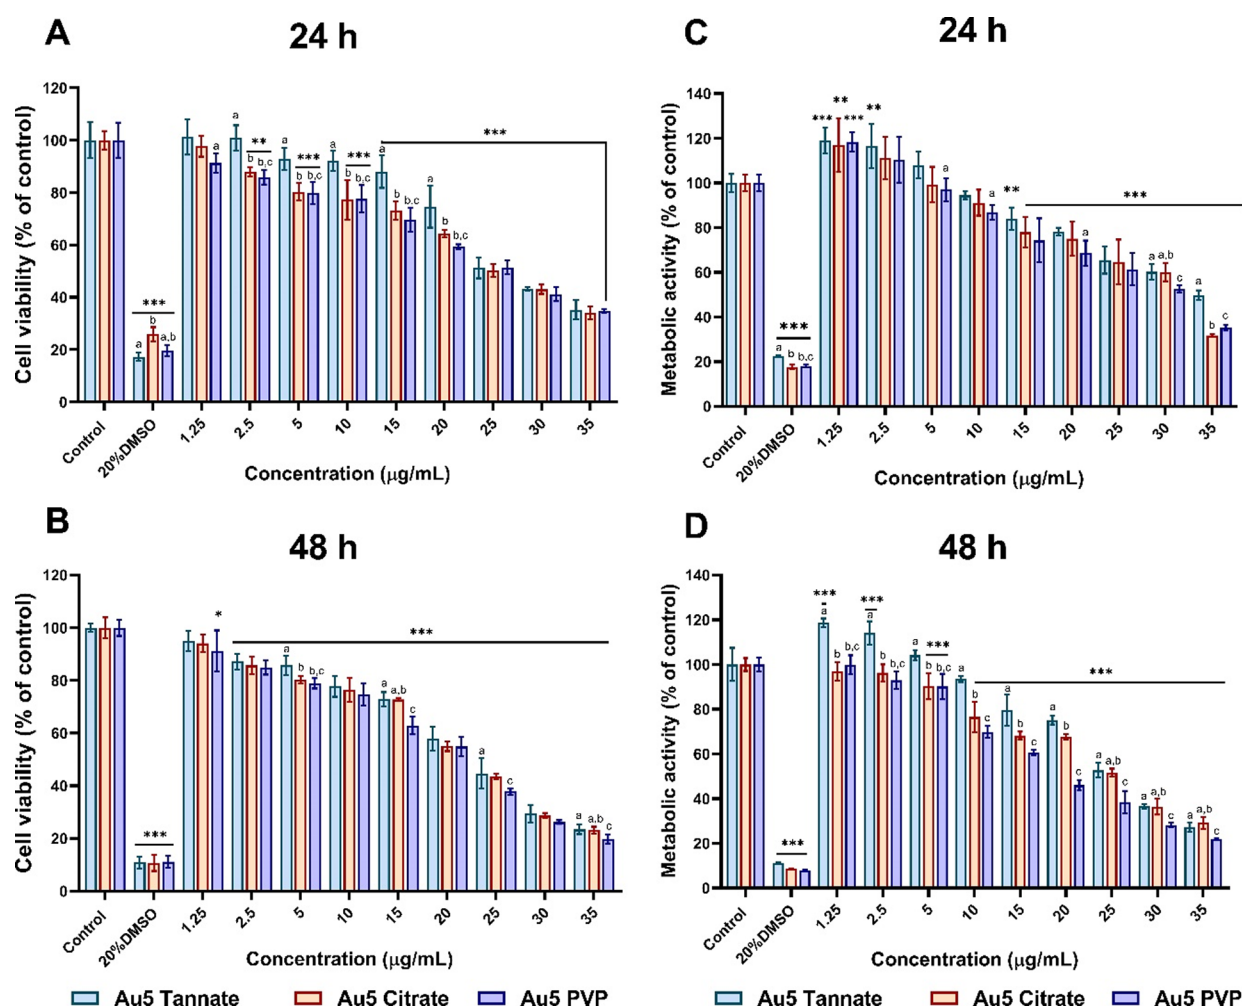 A
24 h
Cell viability (% of control)
120
100
80
60
40
20
0
a
b
a,b
***
a
a
**
b
b,c
a
***
b
b,c
a
***
b
b,c
a
b
b,c
***
a
b
b,c
Control
20%DMSO
1.25
2.5
5
10
15
20
25
30
35
Concentration (µg/mL)
C
24 h
Metabolic activity (% of control)
140
120
100
80
60
40
20
0
***
a
b
b,c
***
**
***
**
a
a
**
***
a
a
a,b
c
a
b
c
Control
20%DMSO
1.25
2.5
5
10
15
20
25
30
35
Concentration (µg/mL)
B
48 h
Cell viability (% of control)
120
100
80
60
40
20
0
***
*
***
a
b
b,c
a
a,b
c
a
c
a
a,b
c
Control
20%DMSO
1.25
2.5
5
10
15
20
25
30
35
Concentration (µg/mL)
D
48 h
Metabolic activity (% of control)
140
120
100
80
60
40
20
0
***
***
a
b
b,c
***
a
b
b,c
***
a
b
b,c
***
a
b
c
a
b
c
a
b
c
a
a,b
c
a
a,b
c
a
a,b
c
Control
20%DMSO
1.25
2.5
5
10
15
20
25
30
35
Concentration (µg/mL)
Au5 Tannate Au5 Citrate Au5 PVP
Au5 Tannate Au5 Citrate Au5 PVP